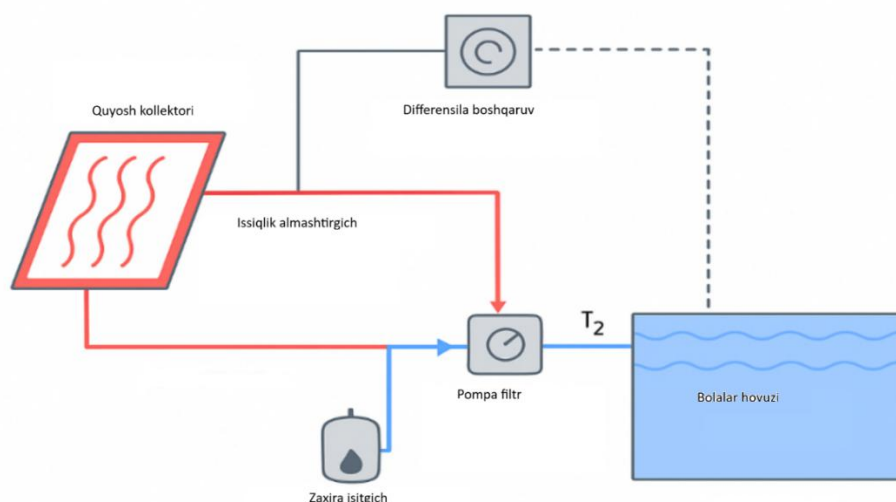 Quyosh kollektori
Differensila boshqaruv
Issiqlik almashtirgich
T₂
Pompa filtr
Bolalar hovuzi
Zaxira isitgich